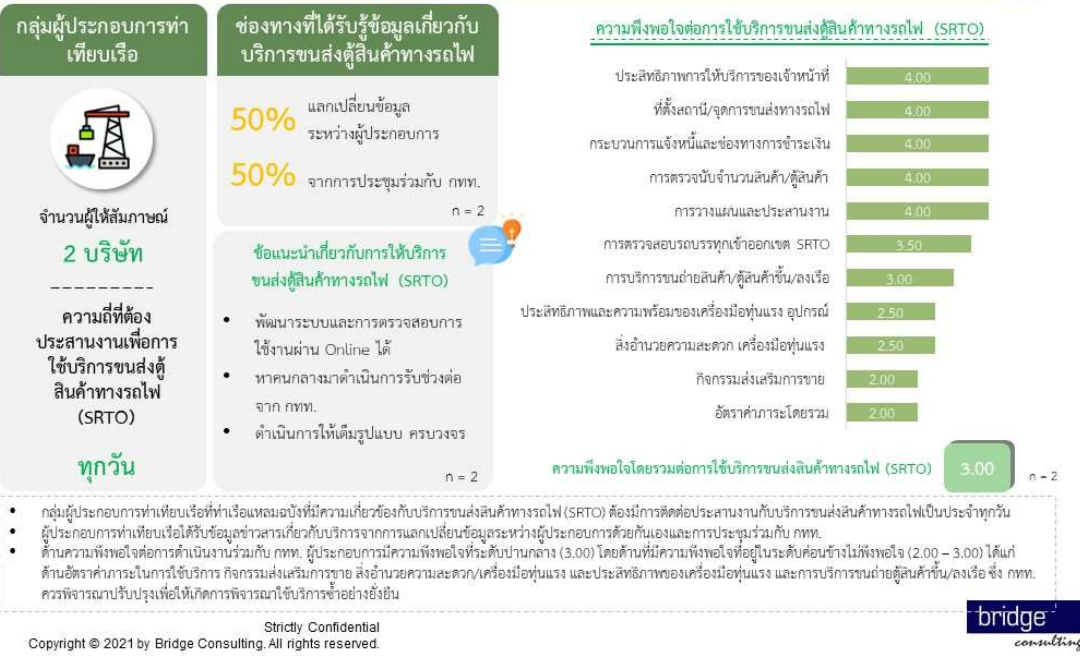 กลุ่มผู้ประกอบการท่า
เทียบเรือ
จำนวนผู้ให้สัมภาษณ์
2 บริษัท
ความถี่ที่ต้อง
ประสานงานเพื่อการ
ใช้บริการขนส่งตู้
สินค้าทางรถไฟ
(SRTO)
ทุกวัน
ช่องทางที่ได้รับรู้ข้อมูลเกี่ยวกับ
บริการขนส่งตู้สินค้าทางรถไฟ
50% แลกเปลี่ยนข้อมูล
ระหว่างผู้ประกอบการ
50% จากการประชุมร่วมกับ กทท.
n = 2
ข้อแนะนำเกี่ยวกับการให้บริการ
ขนส่งตู้สินค้าทางรถไฟ (SRTO)
• พัฒนาระบบและการตรวจสอบการ
ใช้งานผ่าน Online ได้
• หาคนกลางมาดำเนินการรับช่วงต่อ
จาก กทท.
• ดำเนินการให้เต็มรูปแบบ ครบวงจร
n = 2
ความพึงพอใจต่อการใช้บริการขนส่งตู้สินค้าทางรถไฟ (SRTO)
ประสิทธิภาพการให้บริการของเจ้าหน้าที่ 4.00
ที่ตั้งสถานี/จุดการขนส่งทางรถไฟ 4.00
กระบวนการแจ้งหนี้และช่องทางการชำระเงิน 4.00
การตรวจนับจำนวนสินค้า/ตู้สินค้า 4.00
การวางแผนและประสานงาน 4.00
การตรวจสอบรถบรรทุกเข้าออกเขต SRTO 3.50
การบริการขนถ่ายสินค้า/ตู้สินค้าขึ้น/ลงเรือ 3.00
ประสิทธิภาพและความพร้อมของเครื่องมือทุ่นแรง อุปกรณ์ 2.50
สิ่งอำนวยความสะดวก เครื่องมือทุ่นแรง 2.50
กิจกรรมส่งเสริมการขาย 2.00
อัตราค่าภาระโดยรวม 2.00
ความพึงพอใจโดยรวมต่อการใช้บริการขนส่งสินค้าทางรถไฟ (SRTO) 3.00 n = 2
• กลุ่มผู้ประกอบการท่าเทียบเรือที่ท่าเรือแหลมฉบังที่มีความเกี่ยวข้องกับบริการขนส่งสินค้าทางรถไฟ (SRTO) ต้องมีการติดต่อประสานงานกับบริการขนส่งสินค้าทางรถไฟเป็นประจำทุกวัน
• ผู้ประกอบการท่าเทียบเรือได้รับข้อมูลข่าวสารเกี่ยวกับบริการจากการแลกเปลี่ยนข้อมูลระหว่างผู้ประกอบการด้วยกันเองและการประชุมร่วมกับ กทท.
• ด้านความพึงพอใจต่อการดำเนินงานร่วมกับ กทท. ผู้ประกอบการมีความพึงพอใจที่ระดับปานกลาง (3.00) โดยด้านที่มีความพึงพอใจที่อยู่ในระดับค่อนข้างไม่พึงพอใจ (2.00 – 3.00) ได้แก่
ด้านอัตราค่าภาระในการใช้บริการ กิจกรรมส่งเสริมการขาย สิ่งอำนวยความสะดวก/เครื่องมือทุ่นแรง และประสิทธิภาพของเครื่องมือทุ่นแรง และการบริการขนถ่ายตู้สินค้าขึ้น/ลงเรือ ซึ่ง กทท.
ควรพิจารณาปรับปรุงเพื่อให้เกิดการพิจารณาใช้บริการซ้ำอย่างยั่งยืน
Strictly Confidential
Copyright © 2021 by Bridge Consulting. All rights reserved.
bridge
consulting